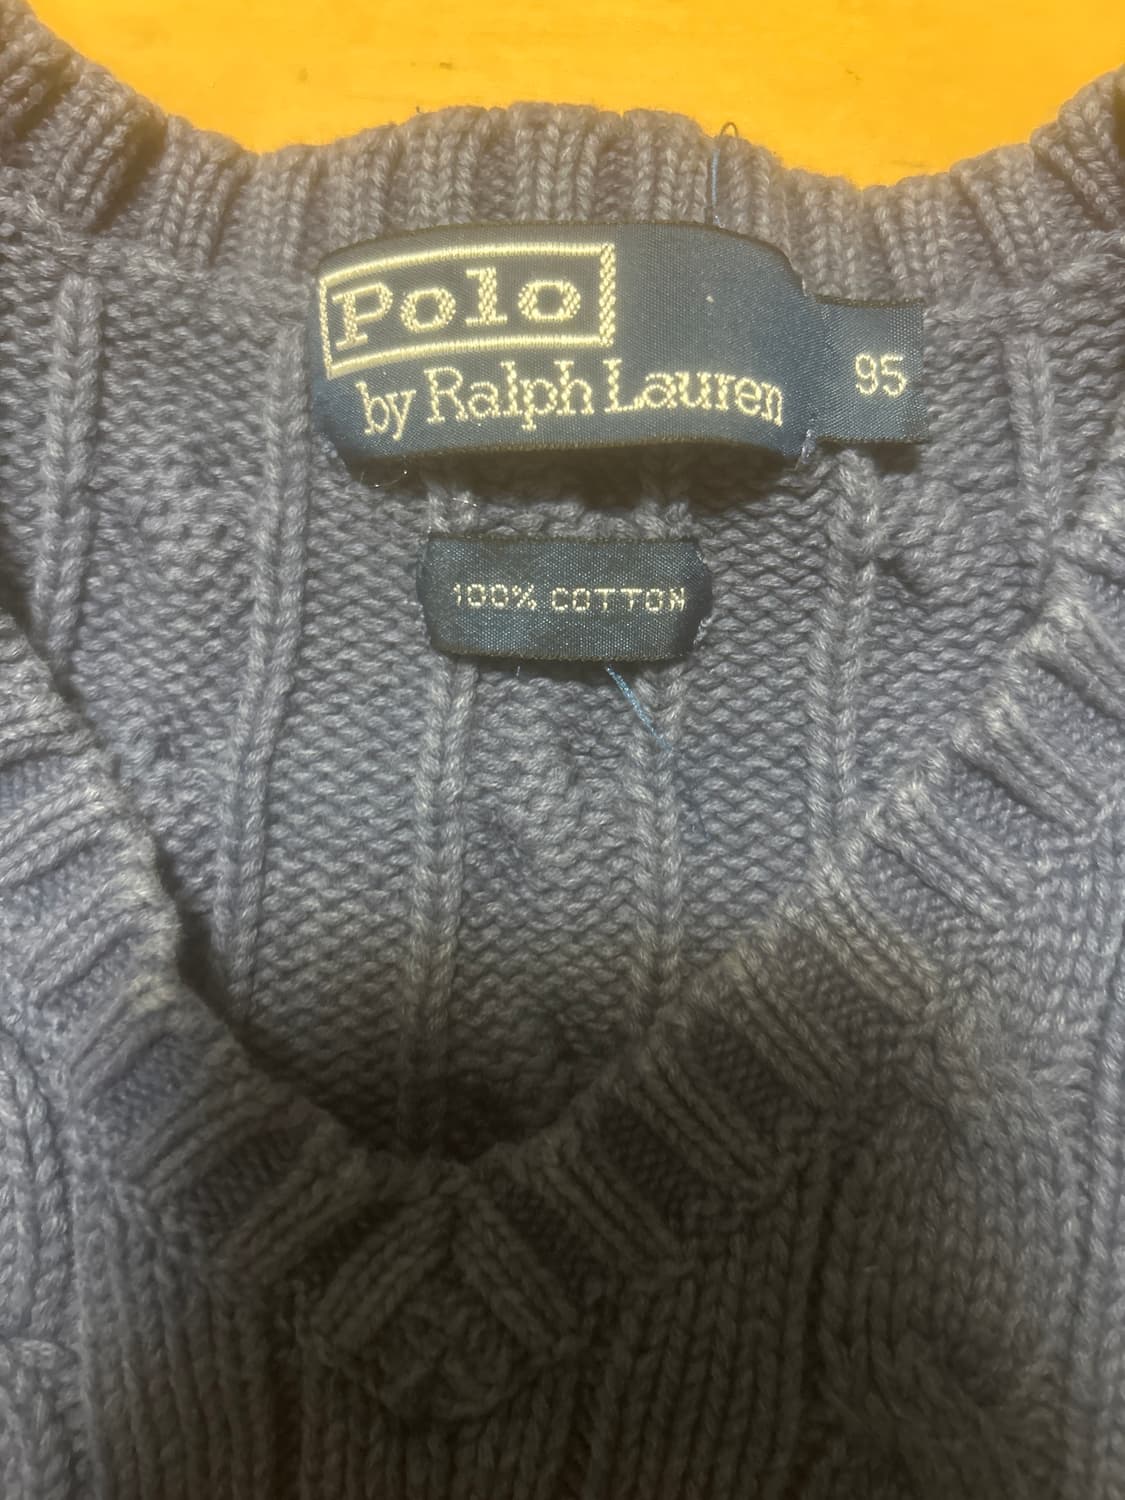 Polo
by Ralph Lauren
95
100% COTTON